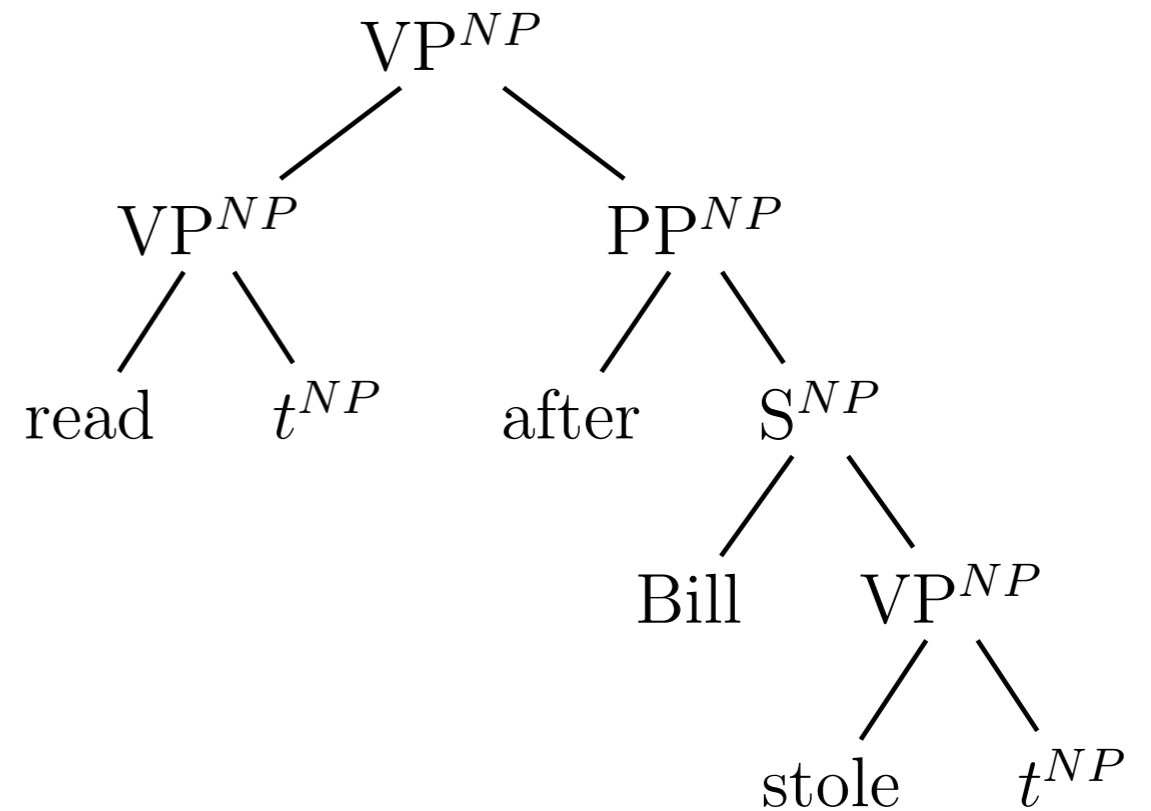 VP^{NP}
VP^{NP} PP^{NP}
read t^{NP} after S^{NP}
Bill VP^{NP}
stole t^{NP}